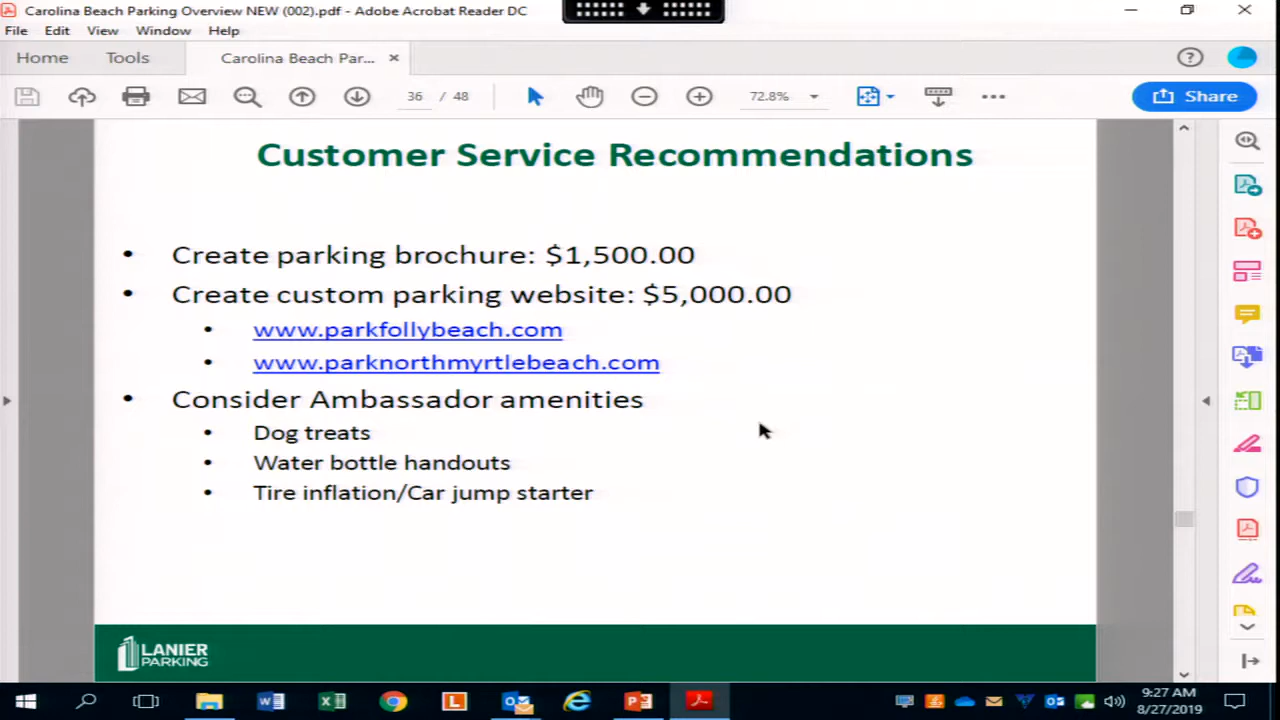 Carolina Beach Parking Overview NEW (002).pdf - Adobe Acrobat Reader DC
File Edit View Window Help
Home Tools Carolina Beach Par... ×
36 / 48 72.8% Share
Customer Service Recommendations
• Create parking brochure: $1,500.00
• Create custom parking website: $5,000.00
• www.parkfollybeach.com
• www.parknorthmyrtlebeach.com
• Consider Ambassador amenities
• Dog treats
• Water bottle handouts
• Tire inflation/Car jump starter
LANIER
PARKING
9:27 AM
8/27/2019